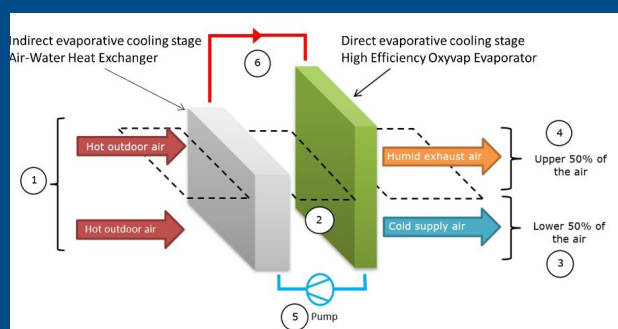 Indirect evaporative cooling stage
Air-Water Heat Exchanger
Direct evaporative cooling stage
High Efficiency Oxyvap Evaporator
6
Hot outdoor air
Humid exhaust air
4
Upper 50% of
the air
1
2
Hot outdoor air
Cold supply air
Lower 50% of
the air
3
5 Pump